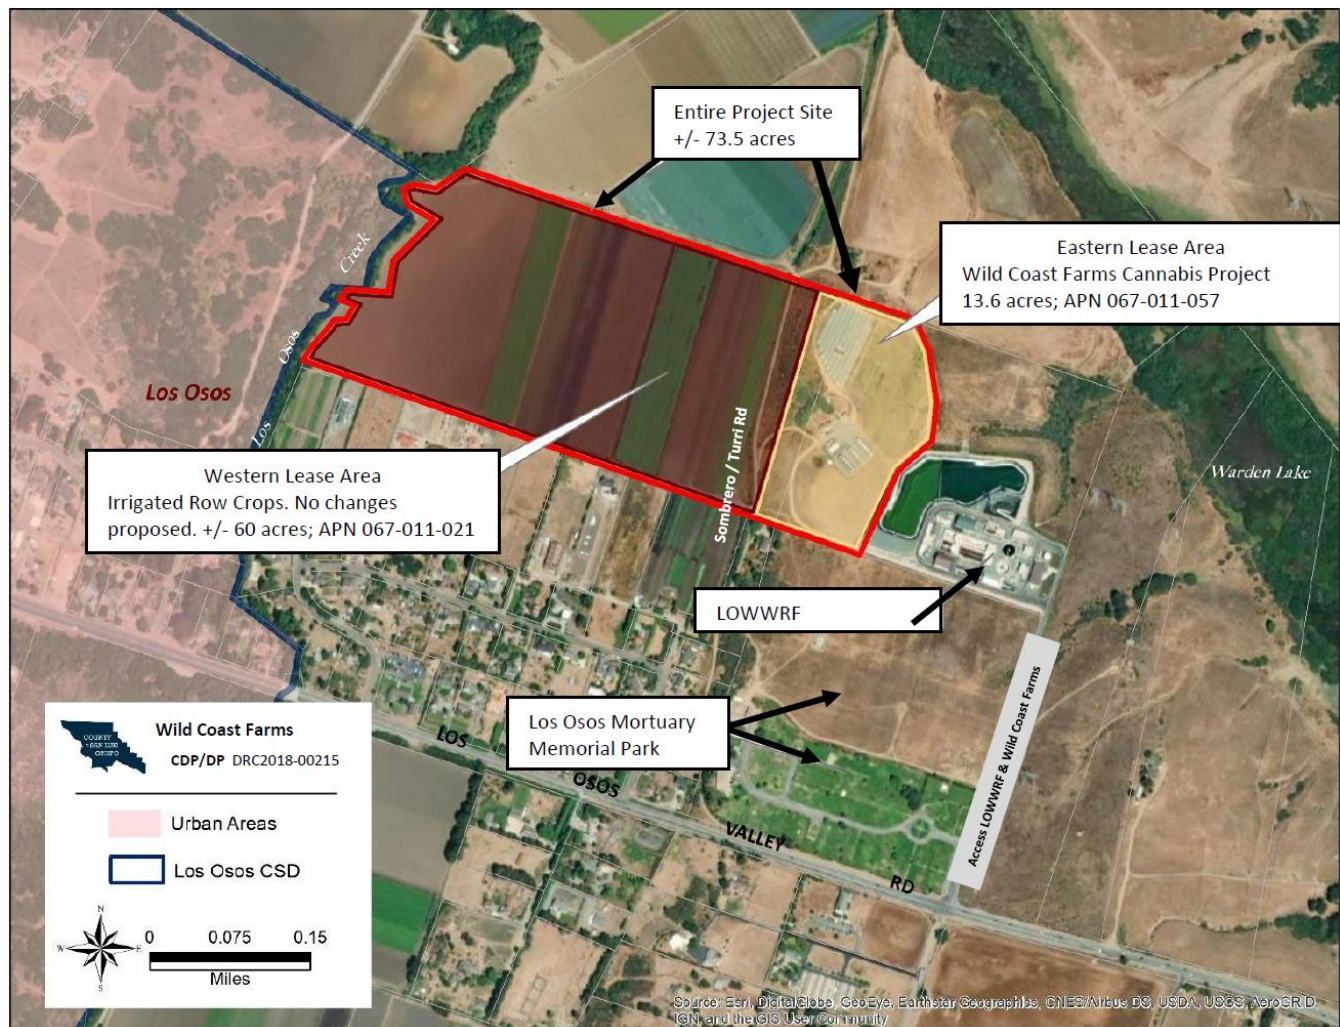 Entire Project Site
+/- 73.5 acres
Eastern Lease Area
Wild Coast Farms Cannabis Project
13.6 acres; APN 067-011-057
Los Osos Creek
Los Osos
Western Lease Area
Irrigated Row Crops. No changes
proposed. +/- 60 acres; APN 067-011-021
Sombrero / Turri Rd
Warden Lake
LOWWRF
Access LOWWRF & Wild Coast Farms
Los Osos Mortuary
Memorial Park
LOS OSOS VALLEY RD
COUNTY
SAN LUIS
OBISPO
Wild Coast Farms
CDP/DP DRC2018-00215
Urban Areas
Los Osos CSD
N
W E
S
0 0.075 0.15
Miles
Source: Esri, DigitalGlobe, GeoEye, Earthstar Geographics, CNES/Airbus DS, USDA, USGS, AeroGRID,
IGN, and the GIS User Community